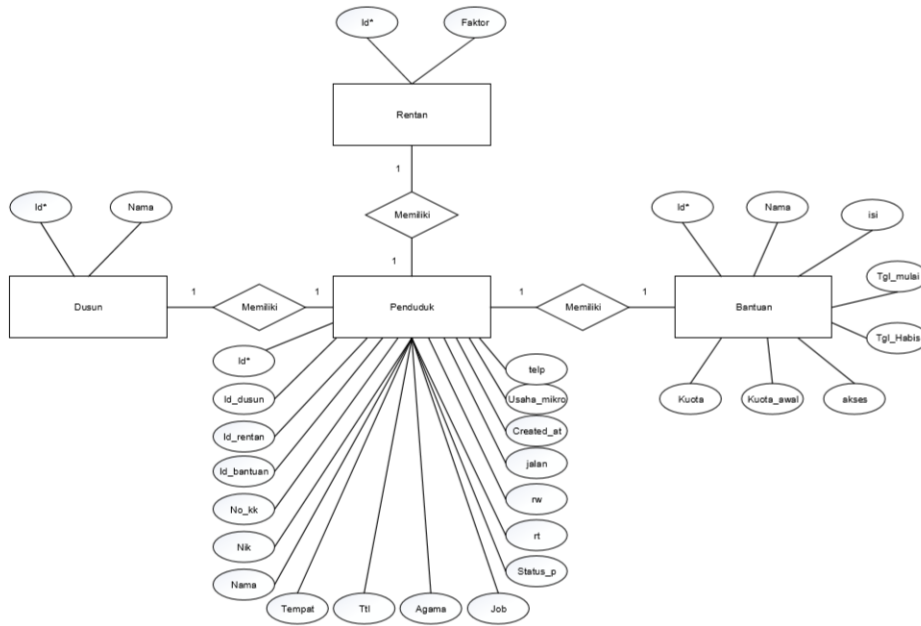 Id*
Faktor
Rentan
1
Memiliki
1
Id*
Nama
Id*
Nama
isi
Tgl_mulai
Tgl_Habis
Dusun
1
Memiliki
1
Penduduk
1
Memiliki
1
Bantuan
Kuota
Kuota_awal
akses
Id*
Id_dusun
Id_rentan
Id_bantuan
No_kk
Nik
Nama
Tempat
Ttl
Agama
Job
telp
Usaha_mikro
Created_at
jalan
rw
rt
Status_p